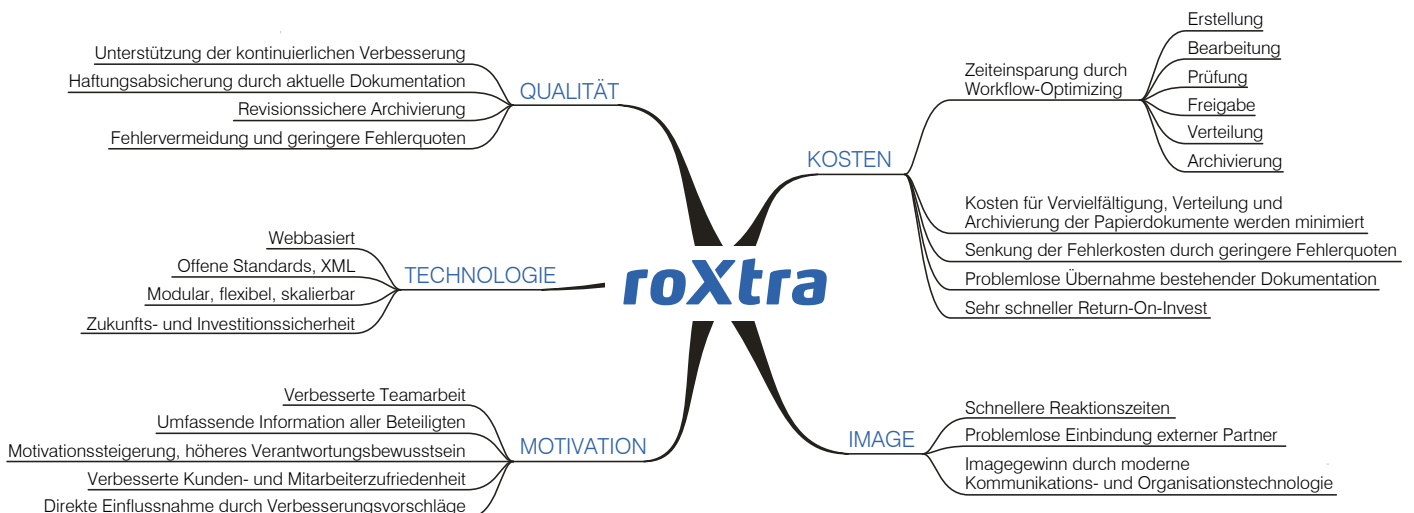 Unterstützung der kontinuierlichen Verbesserung
Haftungsabsicherung durch aktuelle Dokumentation
Revisionssichere Archivierung
Fehlervermeidung und geringere Fehlerquoten
QUALITÄT
Webbasiert
Offene Standards, XML
Modular, flexibel, skalierbar
Zukunfts- und Investitionssicherheit
TECHNOLOGIE
Verbesserte Teamarbeit
Umfassende Information aller Beteiligten
Motivationssteigerung, höheres Verantwortungsbewusstsein
Verbesserte Kunden- und Mitarbeiterzufriedenheit
Direkte Einflussnahme durch Verbesserungsvorschläge
MOTIVATION
roXtra
KOSTEN
Zeiteinsparung durch
Workflow-Optimizing
Erstellung
Bearbeitung
Prüfung
Freigabe
Verteilung
Archivierung
Kosten für Vervielfältigung, Verteilung und
Archivierung der Papierdokumente werden minimiert
Senkung der Fehlerkosten durch geringere Fehlerquoten
Problemlose Übernahme bestehender Dokumentation
Sehr schneller Return-On-Invest
IMAGE
Schnellere Reaktionszeiten
Problemlose Einbindung externer Partner
Imagegewinn durch moderne
Kommunikations- und Organisationstechnologie